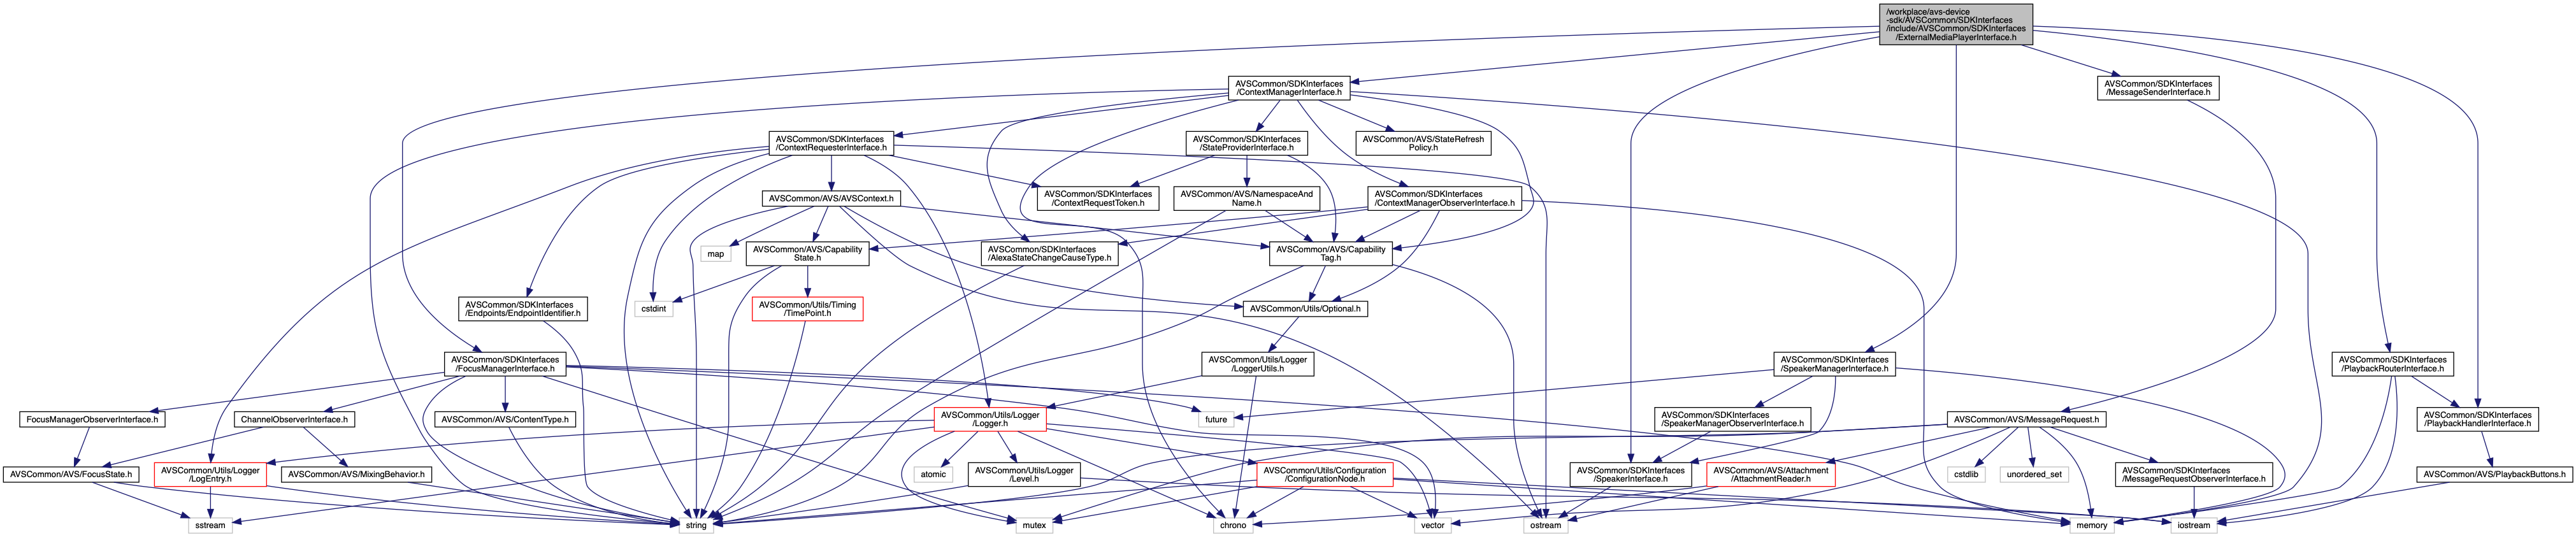 /workplace/avs-device
-sdk/AVSCommon/SDKInterfaces
/include/AVSCommon/SDKInterfaces
/ExternalMediaPlayerInterface.h
AVSCommon/SDKInterfaces
/ContextManagerInterface.h
AVSCommon/SDKInterfaces
/MessageSenderInterface.h
AVSCommon/SDKInterfaces
/ContextRequesterInterface.h
AVSCommon/SDKInterfaces
/StateProviderInterface.h
AVSCommon/AVS/StateRefresh
Policy.h
AVSCommon/AVS/AVSContext.h
AVSCommon/SDKInterfaces
/ContextRequestToken.h
AVSCommon/AVS/NamespaceAnd
Name.h
AVSCommon/SDKInterfaces
/ContextManagerObserverInterface.h
map
AVSCommon/AVS/Capability
State.h
AVSCommon/SDKInterfaces
/AlexaStateChangeCauseType.h
AVSCommon/AVS/Capability
Tag.h
AVSCommon/SDKInterfaces
/Endpoints/EndpointIdentifier.h
cstdint
AVSCommon/Utils/Timing
/TimePoint.h
AVSCommon/Utils/Optional.h
AVSCommon/SDKInterfaces
/FocusManagerInterface.h
AVSCommon/Utils/Logger
/LoggerUtils.h
AVSCommon/SDKInterfaces
/SpeakerManagerInterface.h
AVSCommon/SDKInterfaces
/PlaybackRouterInterface.h
FocusManagerObserverInterface.h
ChannelObserverInterface.h
AVSCommon/AVS/ContentType.h
AVSCommon/Utils/Logger
/Logger.h
future
AVSCommon/SDKInterfaces
/SpeakerManagerObserverInterface.h
AVSCommon/AVS/MessageRequest.h
AVSCommon/SDKInterfaces
/PlaybackHandlerInterface.h
AVSCommon/AVS/FocusState.h
AVSCommon/Utils/Logger
/LogEntry.h
AVSCommon/AVS/MixingBehavior.h
atomic
AVSCommon/Utils/Logger
/Level.h
AVSCommon/Utils/Configuration
/ConfigurationNode.h
AVSCommon/SDKInterfaces
/SpeakerInterface.h
AVSCommon/AVS/Attachment
/AttachmentReader.h
cstdlib
unordered_set
AVSCommon/SDKInterfaces
/MessageRequestObserverInterface.h
AVSCommon/AVS/PlaybackButtons.h
sstream
string
mutex
chrono
vector
ostream
memory
iostream